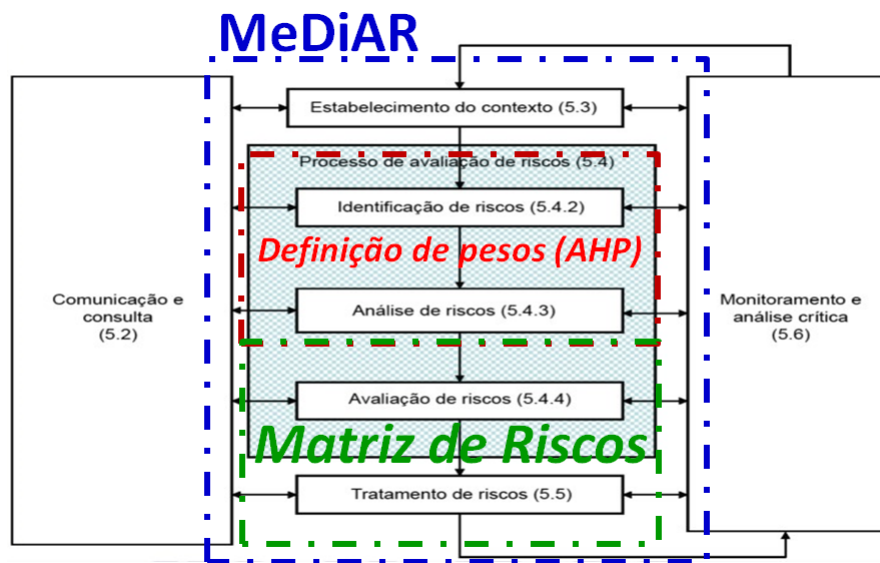 MeDiAR
Estabelecimento do contexto (5.3)
Processo de avaliação de riscos (5.4)
Identificação de riscos (5.4.2)
Definição de pesos (AHP)
Comunicação e
consulta
(5.2)
Análise de riscos (5.4.3)
Monitoramento e
análise crítica
(5.6)
Avaliação de riscos (5.4.4)
Matriz de Riscos
Tratamento de riscos (5.5)